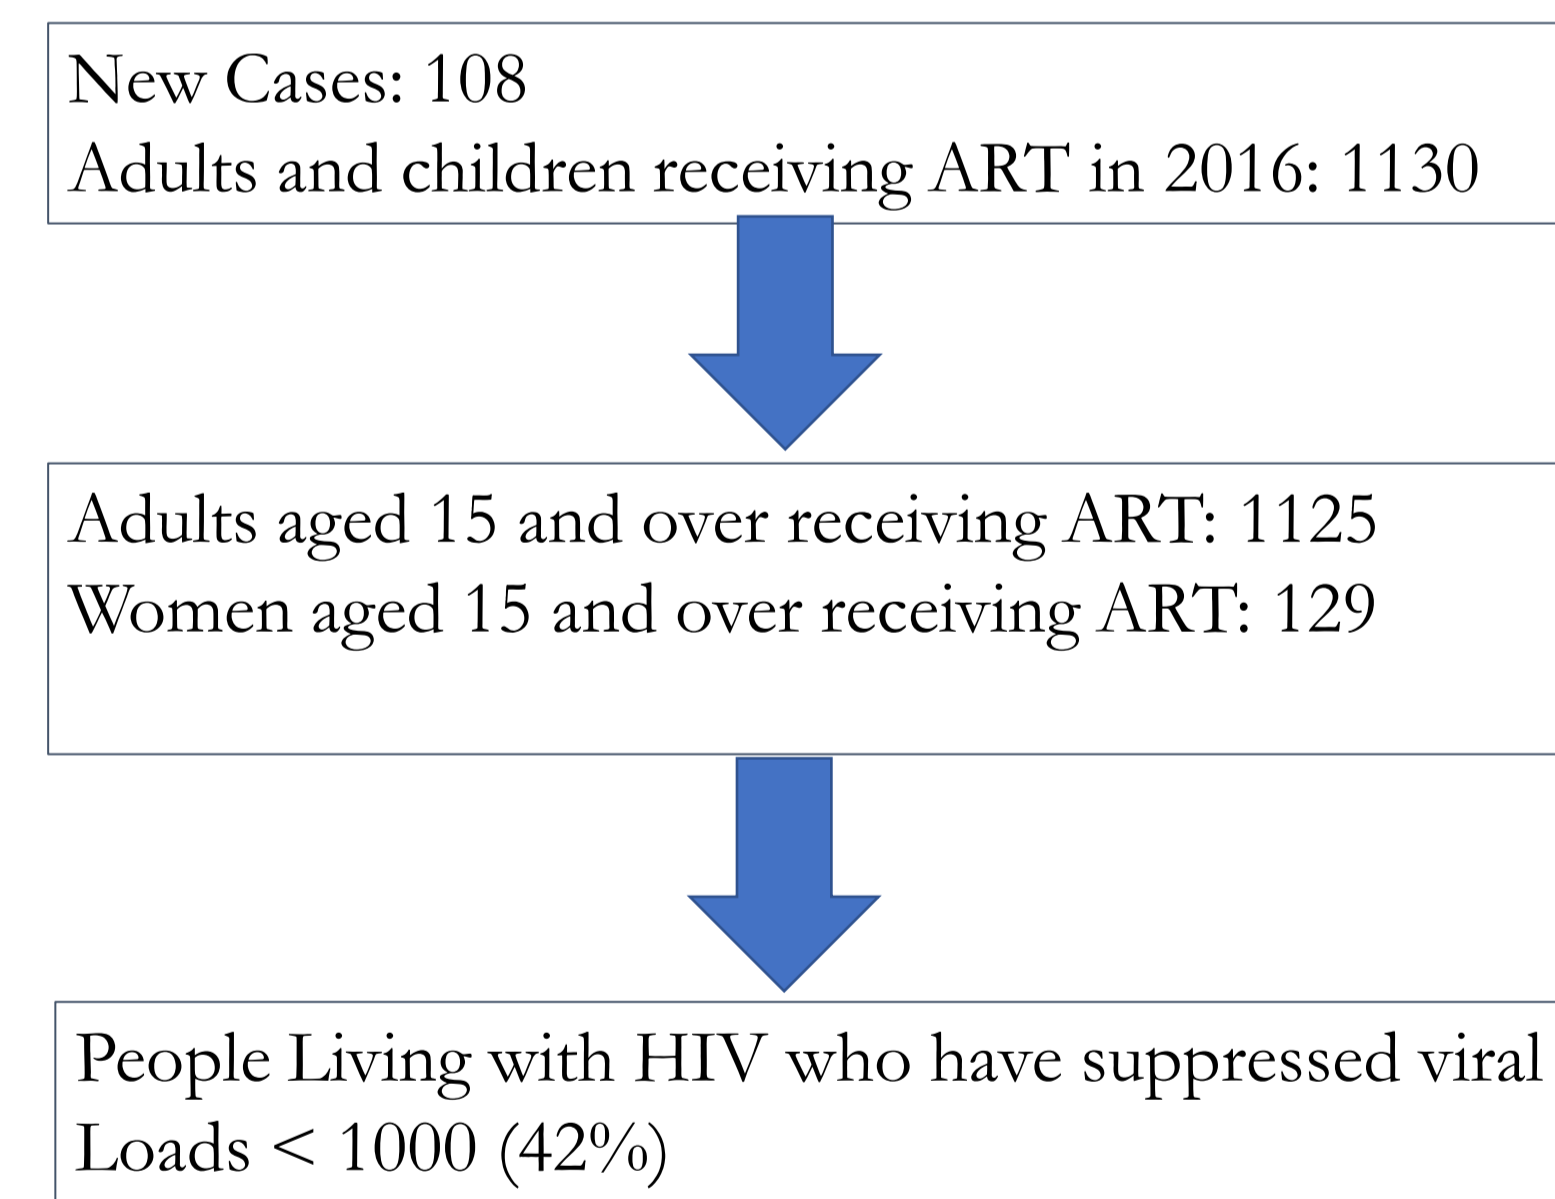 New Cases: 108
Adults and children receiving ART in 2016: 1130
Adults aged 15 and over receiving ART: 1125
Women aged 15 and over receiving ART: 129
People Living with HIV who have suppressed viral
Loads < 1000 (42%)